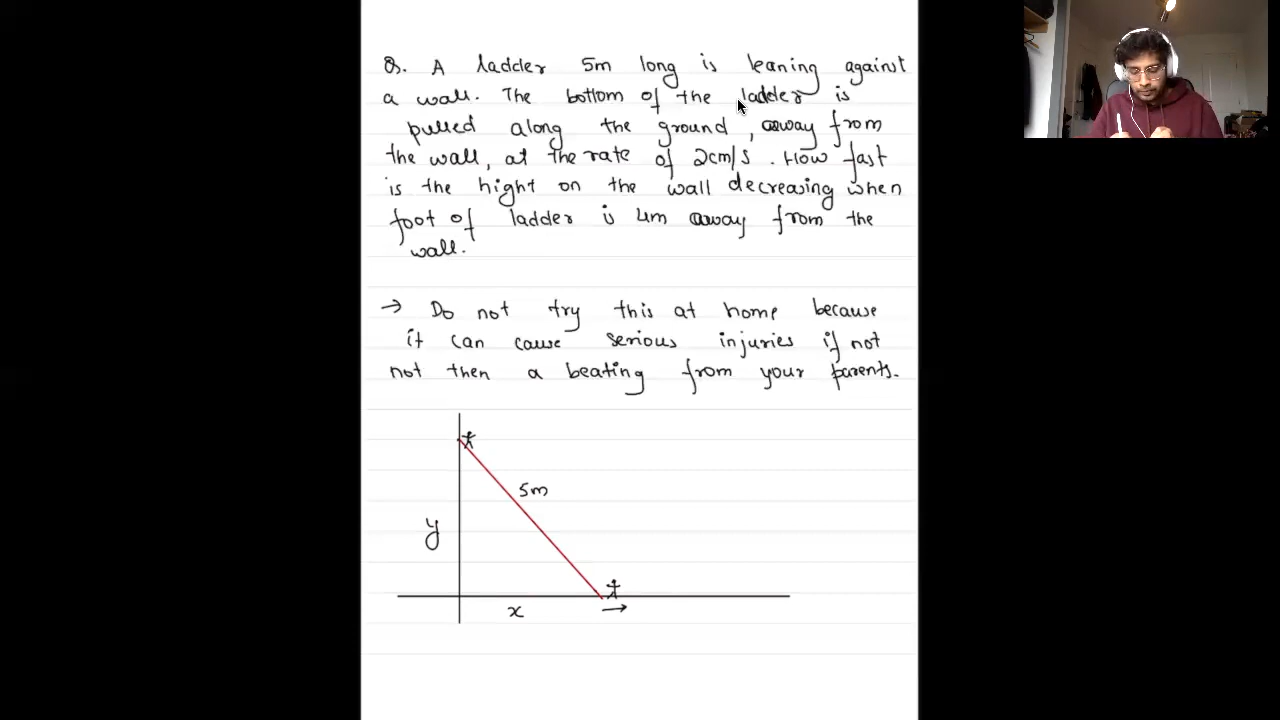 Q. A ladder 5m long is leaning against
a wall. The bottom of the ladder is
pulled along the ground, away from
the wall, at the rate of 2cm/s. How fast
is the hight on the wall decreasing when
foot of ladder is 4m away from the
wall.
→ Do not try this at home because
it can cause serious injuries if not
not then a beating from your parents.
5m
y
x
→